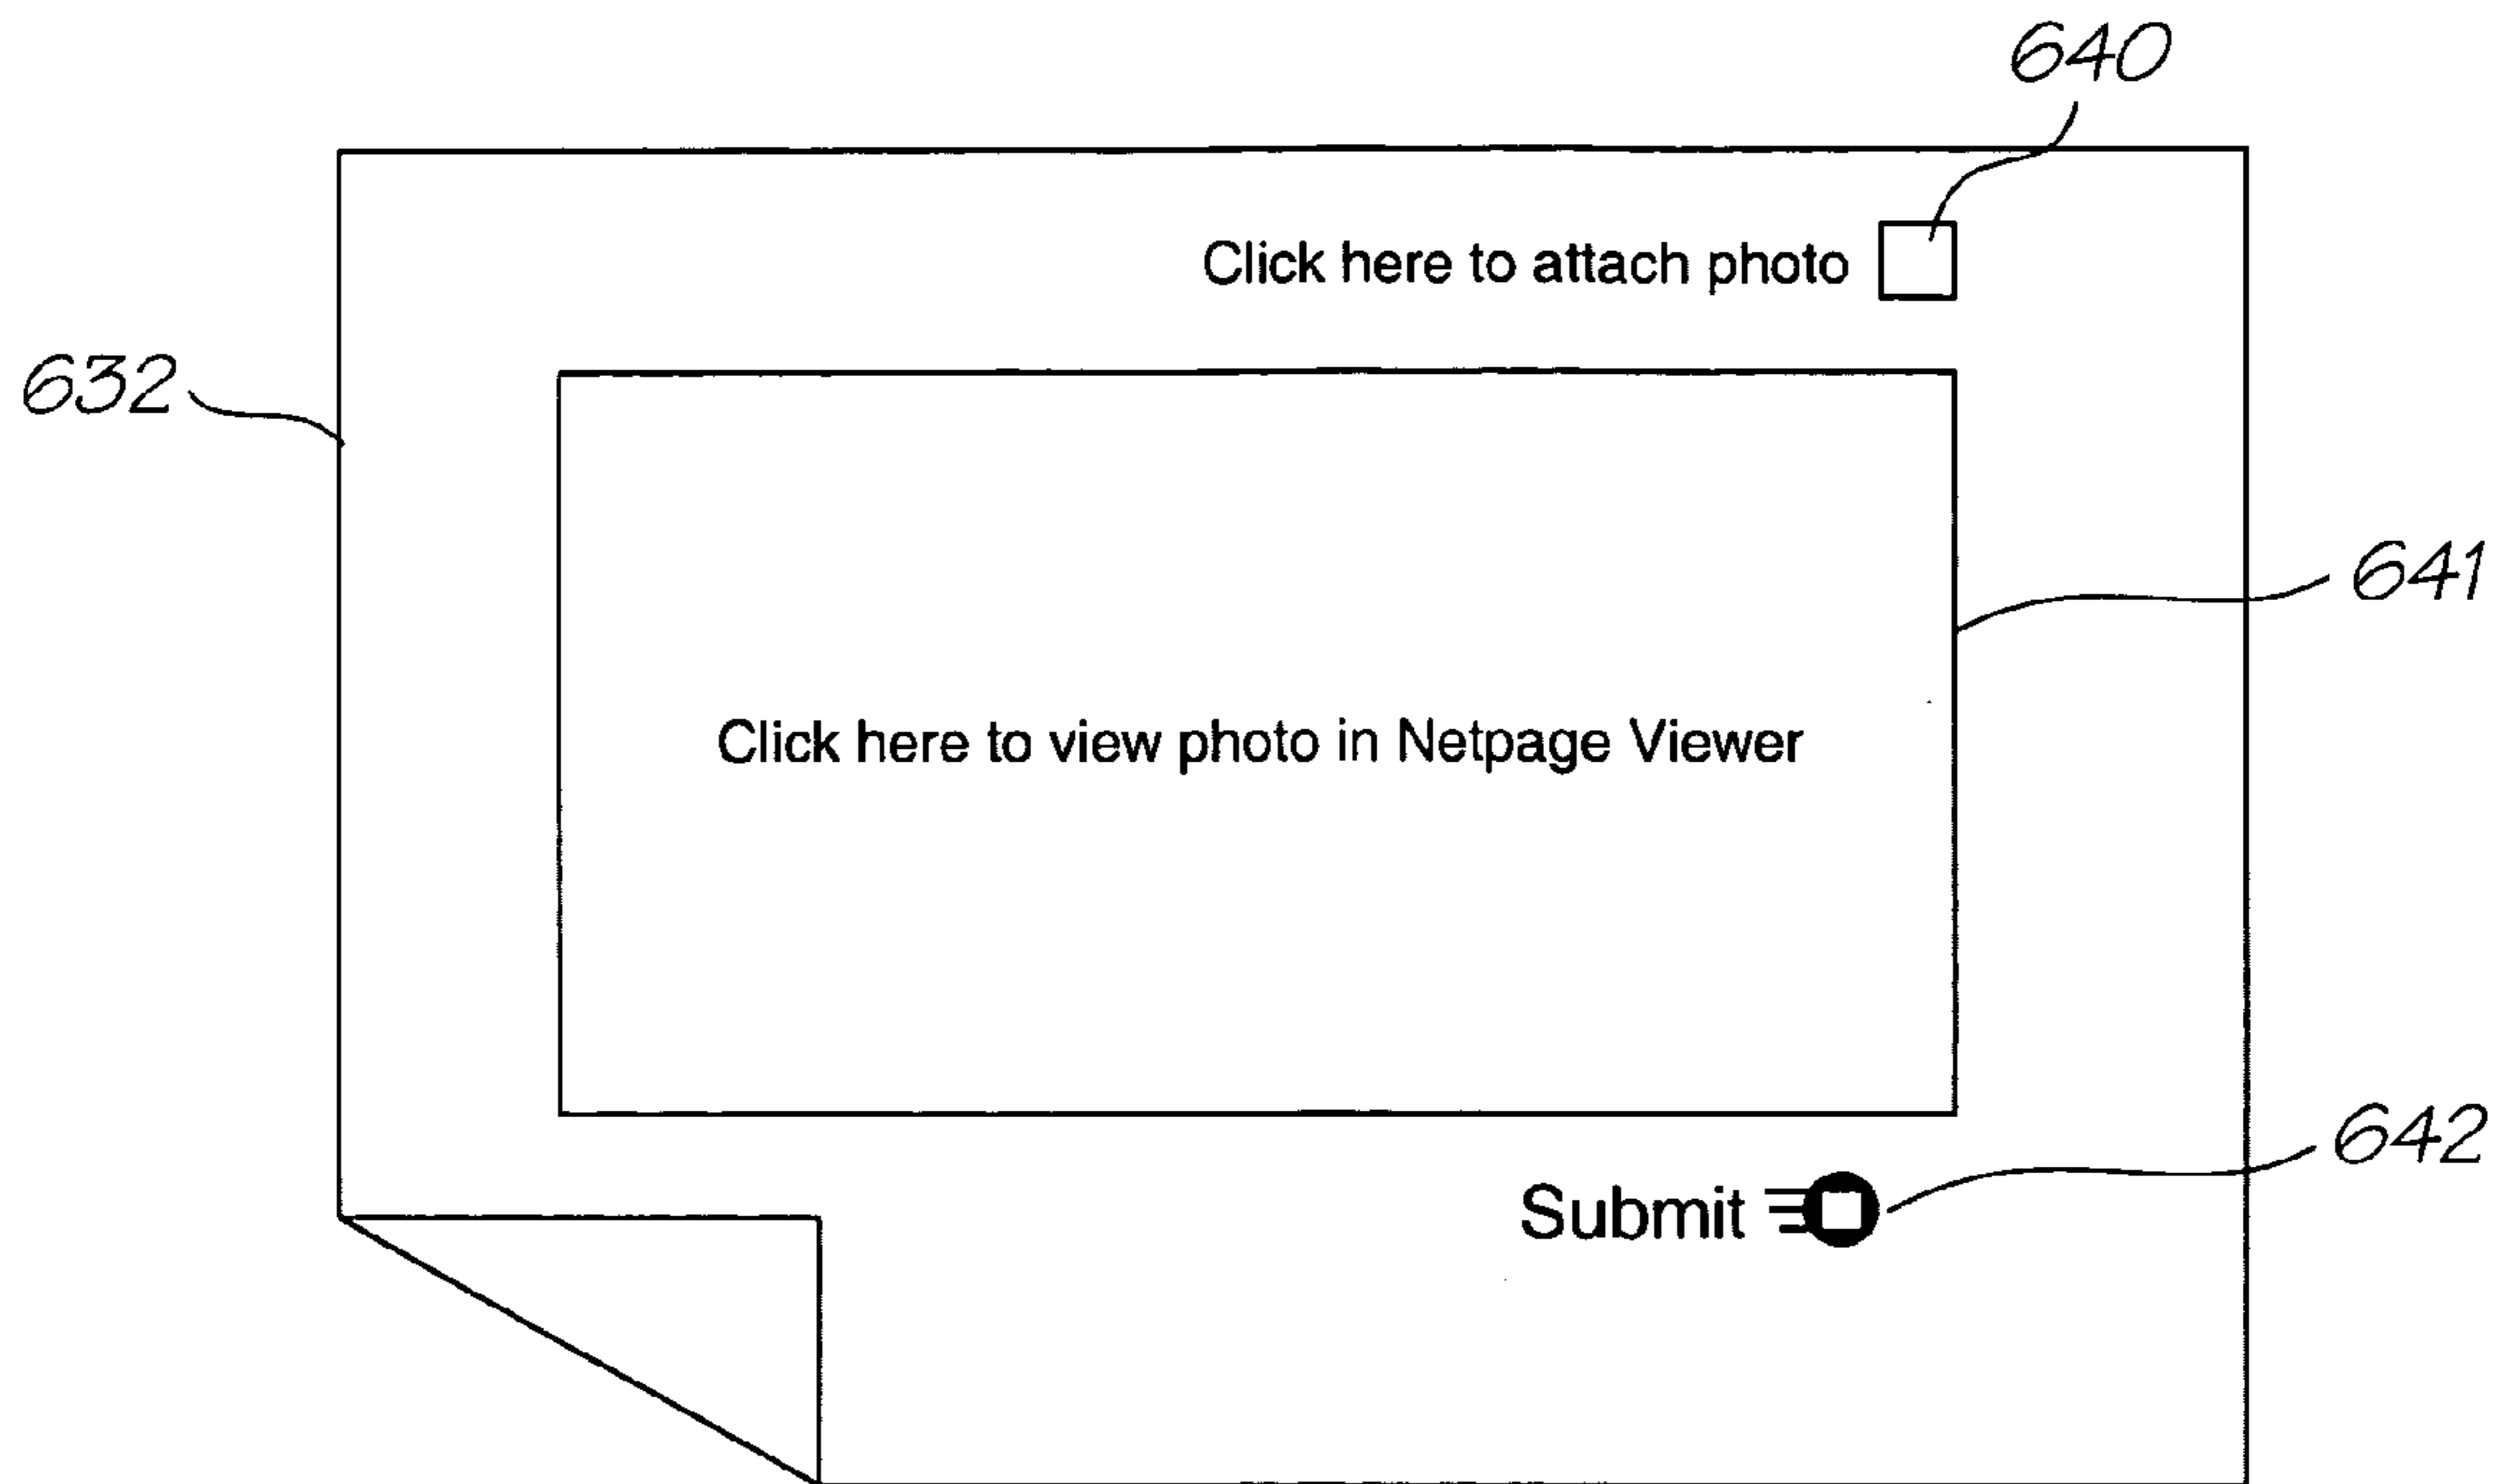 640
Click here to attach photo
632
641
Click here to view photo in Netpage Viewer
642
Submit